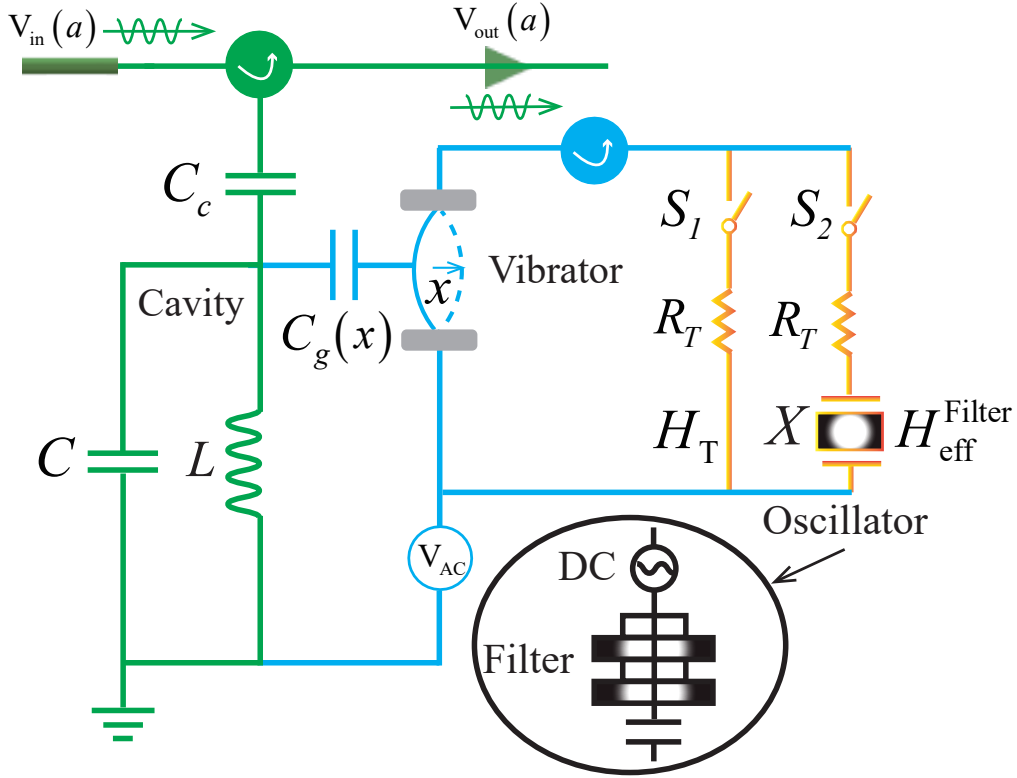 V_in (a)
V_out (a)
C_c
S_1
S_2
Vibrator
x
Cavity
C_g(x)
R_T
R_T
C
L
H_T
X
H_eff^Filter
Oscillator
V_AC
DC
Filter